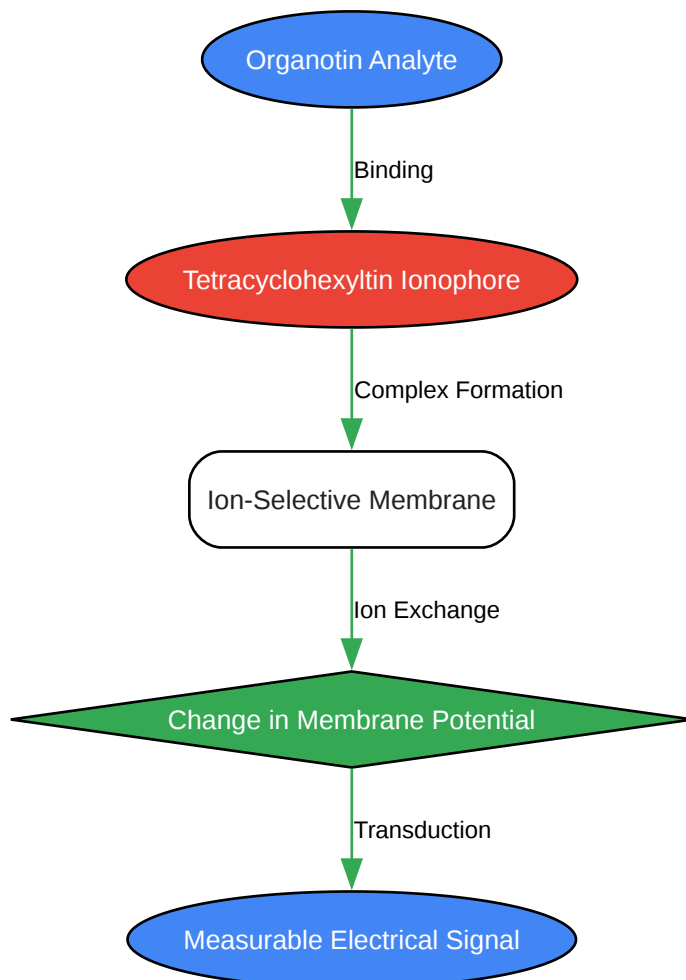 Organotin Analyte
Binding
Tetracyclohexyltin Ionophore
Complex Formation
Ion-Selective Membrane
Ion Exchange
Change in Membrane Potential
Transduction
Measurable Electrical Signal